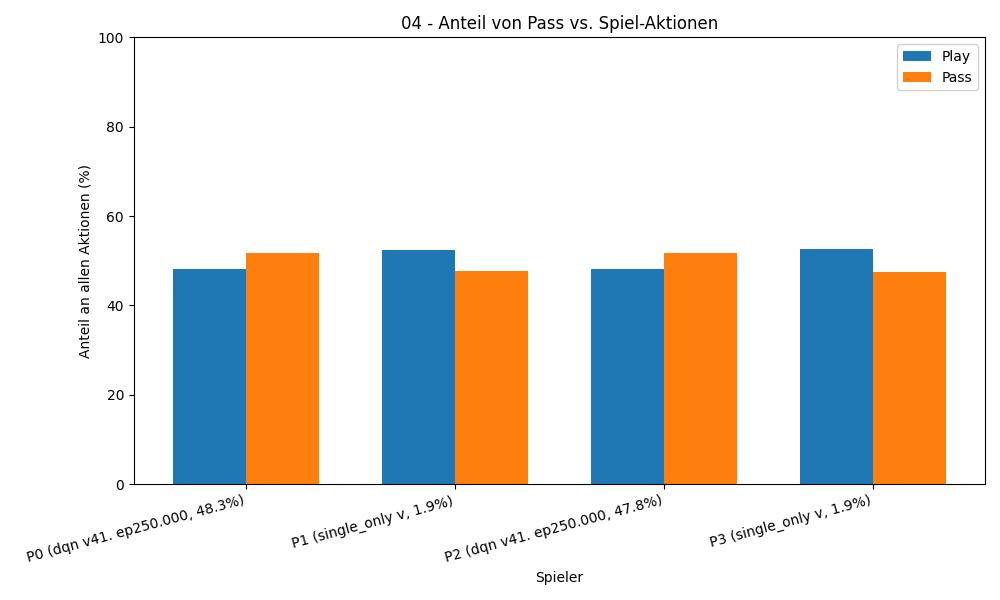 04 - Anteil von Pass vs. Spiel-Aktionen
Play
Pass
Anteil an allen Aktionen (%)
100
80
60
40
20
0
P0 (dqn v41. ep250.000, 48.3%)
P1 (single_only v, 1.9%)
P2 (dqn v41. ep250.000, 47.8%)
P3 (single_only v, 1.9%)
Spieler